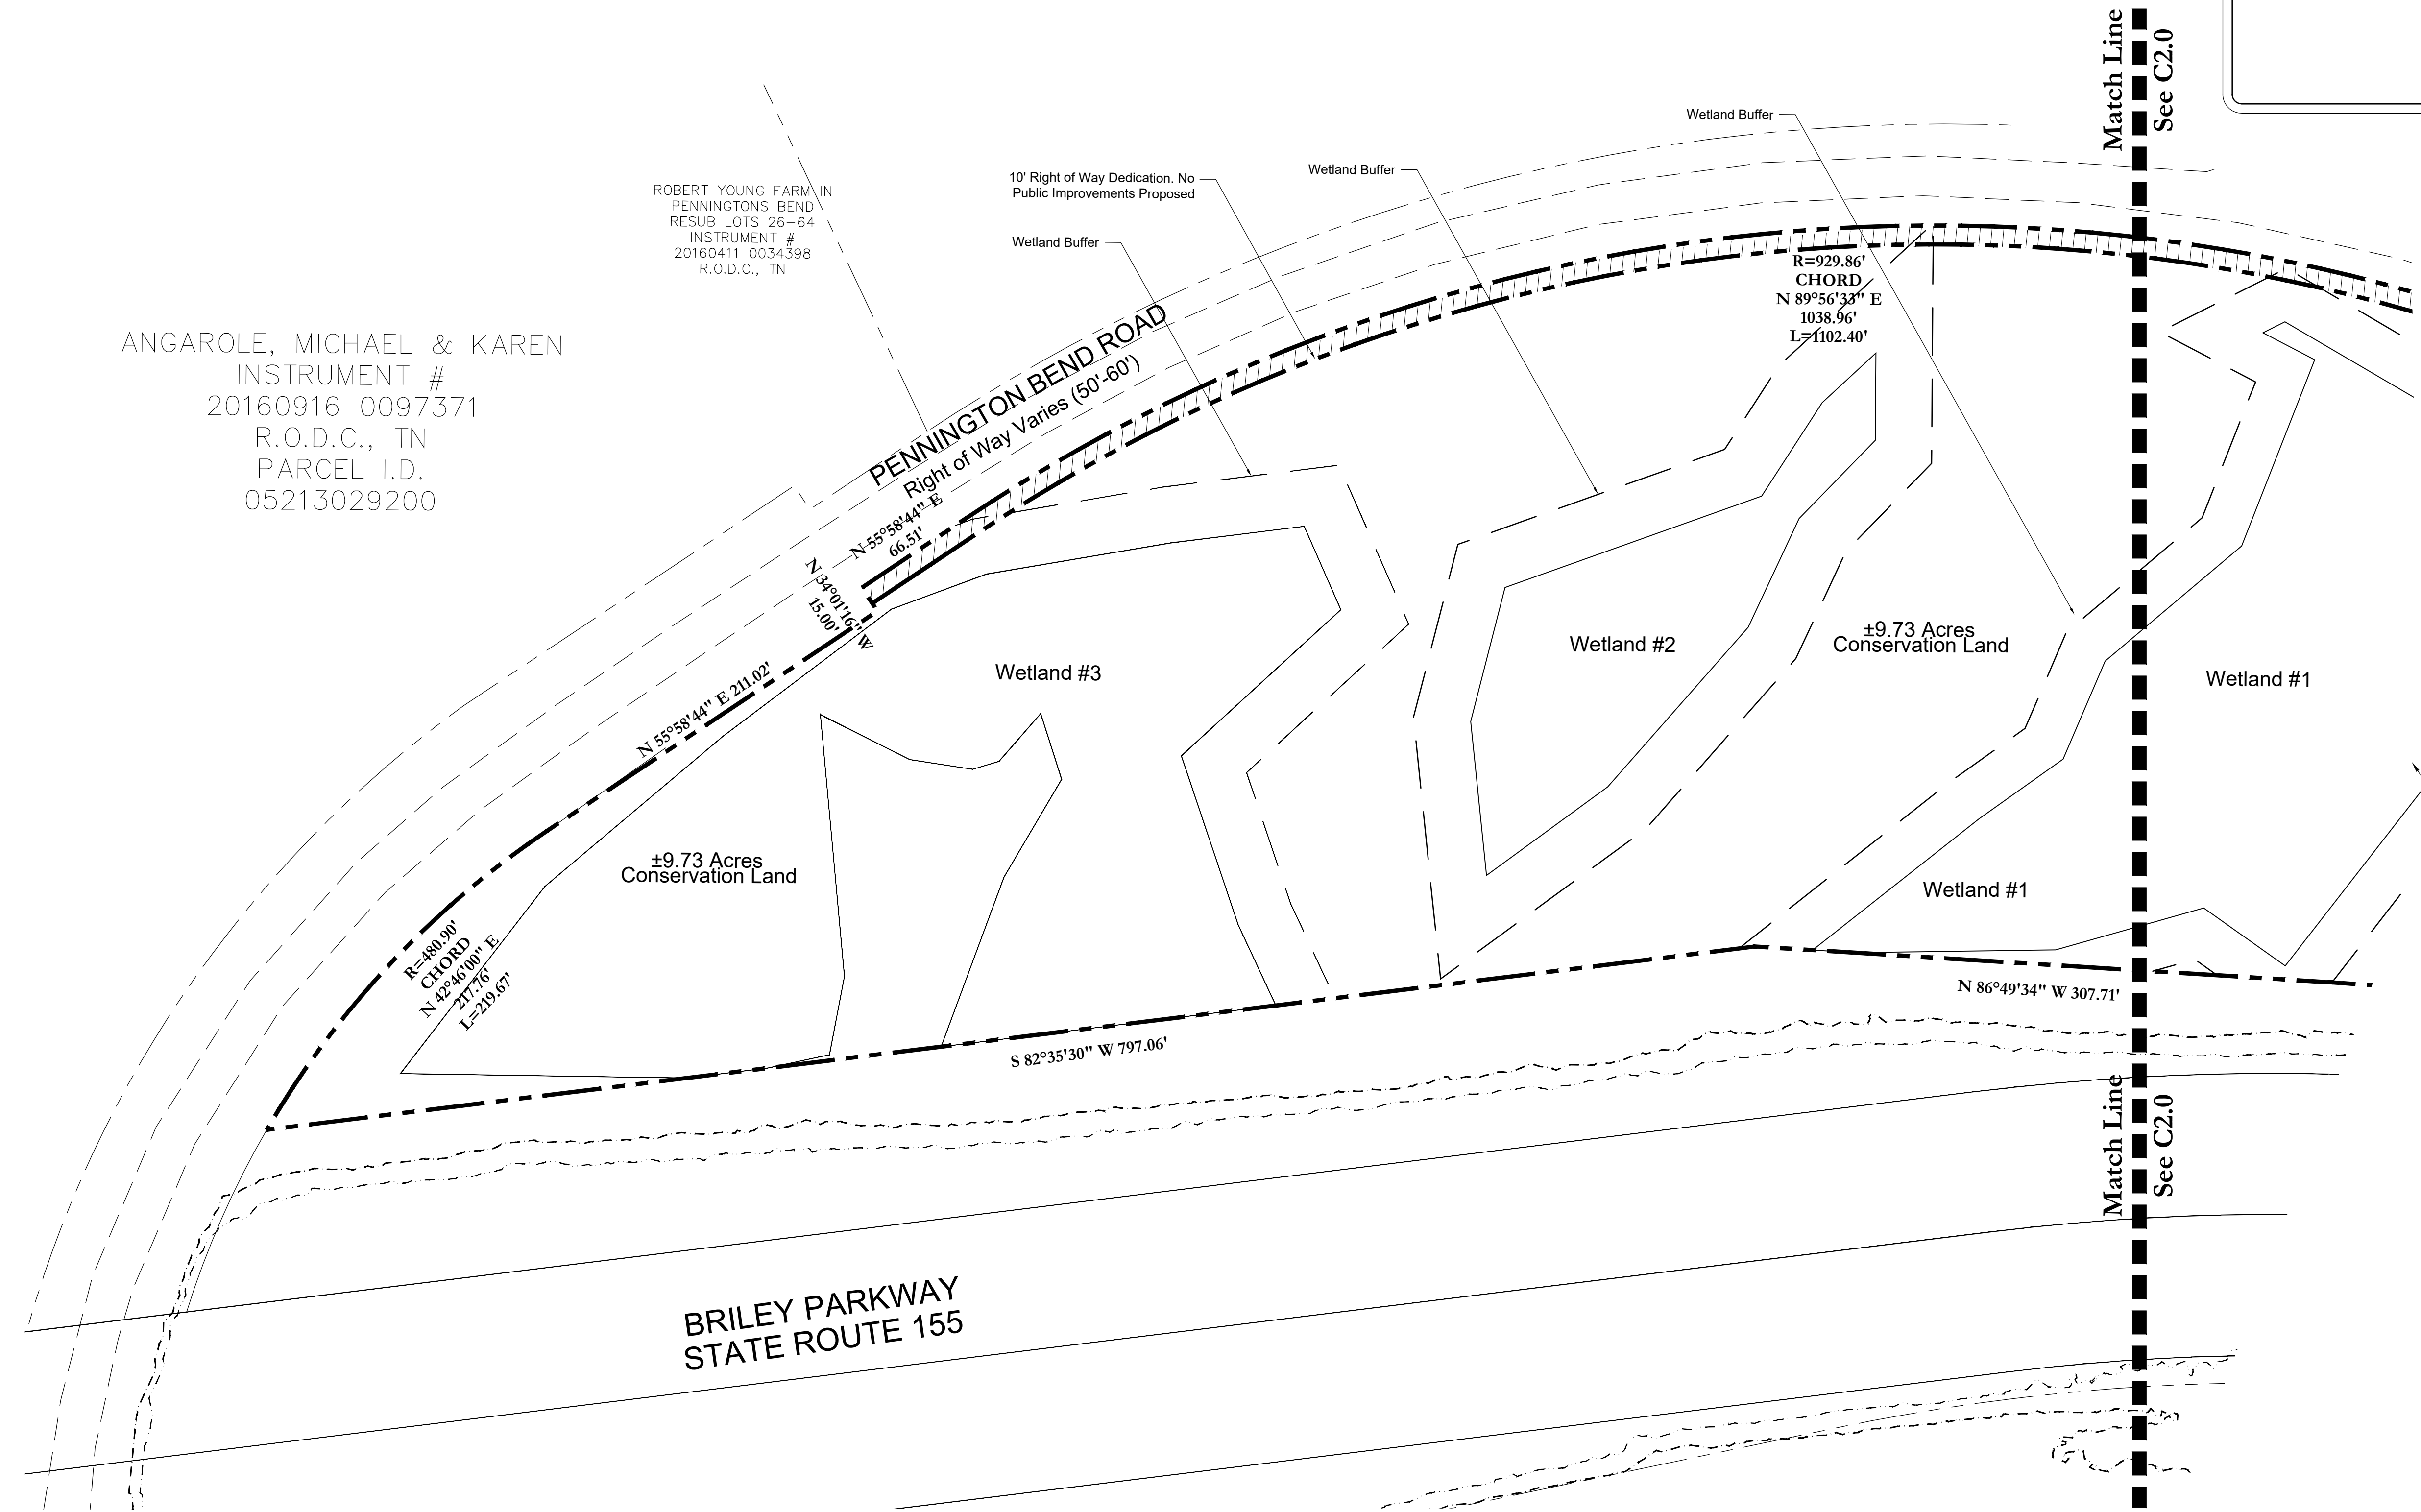 Match Line
See C2.0
Wetland Buffer
10' Right of Way Dedication. No
Public Improvements Proposed
Wetland Buffer
Wetland Buffer
ROBERT YOUNG FARM IN
PENNINGTONS BEND
RESUB LOTS 26-64
INSTRUMENT #
20160411 0034398
R.O.D.C., TN
ANGAROLE, MICHAEL & KAREN
INSTRUMENT #
20160916 0097371
R.O.D.C., TN
PARCEL I.D.
05213029200
R=929.86'
CHORD
N 89°56'33" E
1038.96'
L=1102.40'
PENNINGTON BEND ROAD
Right of Way Varies (50'-60')
N 55°58'44" E
66.51'
N 34°01'16" W
15.00'
N 55°58'44" E 211.02'
Wetland #3
Wetland #2
±9.73 Acres
Conservation Land
Wetland #1
±9.73 Acres
Conservation Land
Wetland #1
R=480.90'
CHORD
N 42°46'00" E
217.76'
L=219.67'
N 86°49'34" W 307.71'
S 82°35'30" W 797.06'
Match Line
See C2.0
BRILEY PARKWAY
STATE ROUTE 155